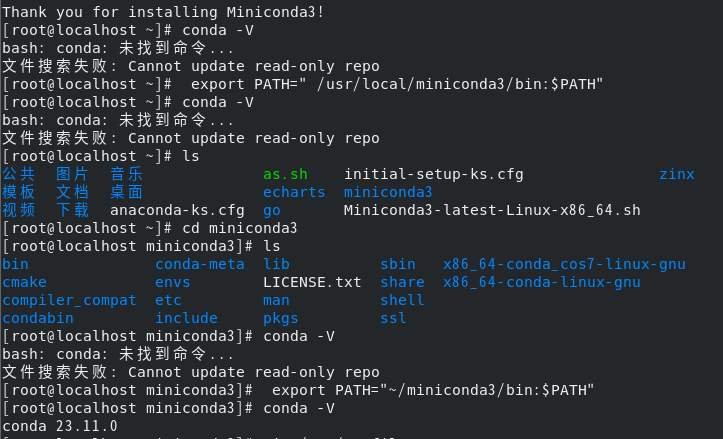 Thank you for installing Miniconda3!
[root@localhost ~]# conda -V
bash: conda: 未找到命令...
文件搜索失败: Cannot update read-only repo
[root@localhost ~]#  export PATH=" /usr/local/miniconda3/bin:$PATH"
[root@localhost ~]# conda -V
bash: conda: 未找到命令...
文件搜索失败: Cannot update read-only repo
[root@localhost ~]# ls
公共 图片 音乐 as.sh initial-setup-ks.cfg zinx
模板 文档 桌面 echarts miniconda3
视频 下载 anaconda-ks.cfg go Miniconda3-latest-Linux-x86_64.sh
[root@localhost ~]# cd miniconda3
[root@localhost miniconda3]# ls
bin conda-meta lib sbin x86_64-conda_cos7-linux-gnu
cmake envs LICENSE.txt share x86_64-conda-linux-gnu
compiler_compat etc man shell
condabin include pkgs ssl
[root@localhost miniconda3]# conda -V
bash: conda: 未找到命令...
文件搜索失败: Cannot update read-only repo
[root@localhost miniconda3]#  export PATH="~/miniconda3/bin:$PATH"
[root@localhost miniconda3]# conda -V
conda 23.11.0